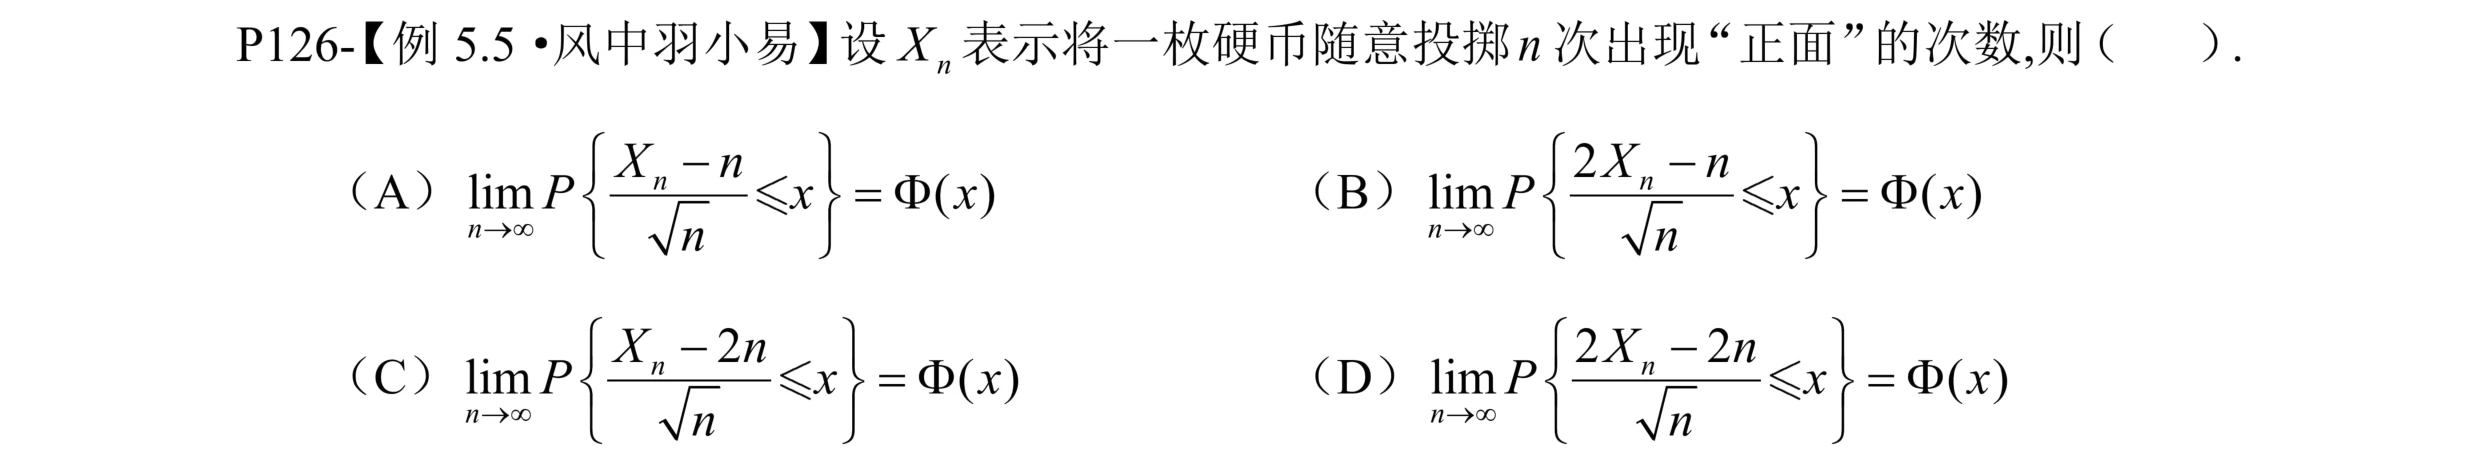 P126-【例 5.5 •风中羽小易】设 $X_n$ 表示将一枚硬币随意投掷 $n$ 次出现“正面”的次数,则(  ).
(A) $\lim_{n\to\infty} P\left\{\frac{X_n-n}{\sqrt{n}}\leqslant x\right\}=\Phi(x)$ (B) $\lim_{n\to\infty} P\left\{\frac{2X_n-n}{\sqrt{n}}\leqslant x\right\}=\Phi(x)$
(C) $\lim_{n\to\infty} P\left\{\frac{X_n-2n}{\sqrt{n}}\leqslant x\right\}=\Phi(x)$ (D) $\lim_{n\to\infty} P\left\{\frac{2X_n-2n}{\sqrt{n}}\leqslant x\right\}=\Phi(x)$